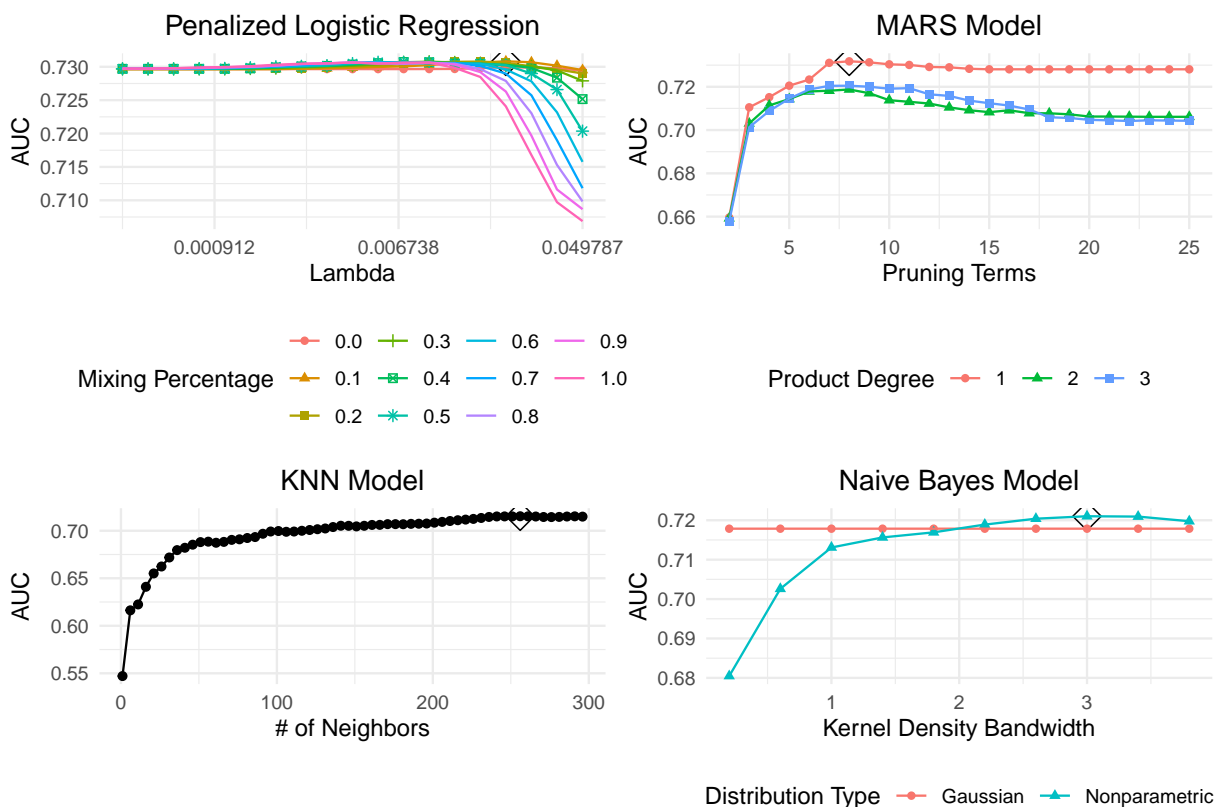 Penalized Logistic Regression
AUC
0.730
0.725
0.720
0.715
0.710
0.000912 0.006738 0.049787
Lambda
Mixing Percentage
0.0 0.3 0.6 0.9
0.1 0.4 0.7 1.0
0.2 0.5 0.8
MARS Model
AUC
0.72
0.70
0.68
0.66
5 10 15 20 25
Pruning Terms
Product Degree 1 2 3
KNN Model
AUC
0.70
0.65
0.60
0.55
0 100 200 300
# of Neighbors
Naive Bayes Model
AUC
0.72
0.71
0.70
0.69
0.68
1 2 3
Kernel Density Bandwidth
Distribution Type Gaussian Nonparametric